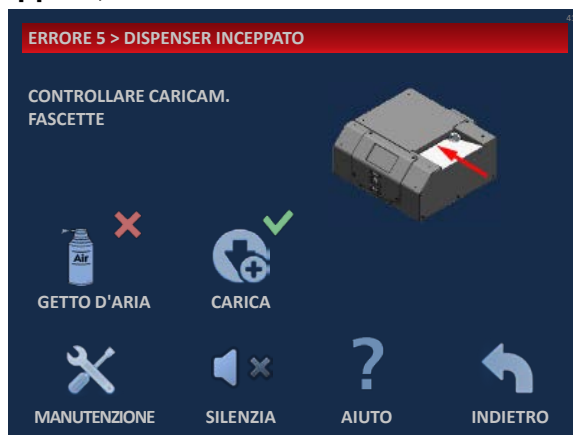 ERRORE 5 > DISPENSER INCEPPATO
CONTROLLARE CARICAM.
FASCETTE
Air
GETTO D'ARIA
CARICA
MANUTENZIONE
SILENZIA
?
AIUTO
INDIETRO